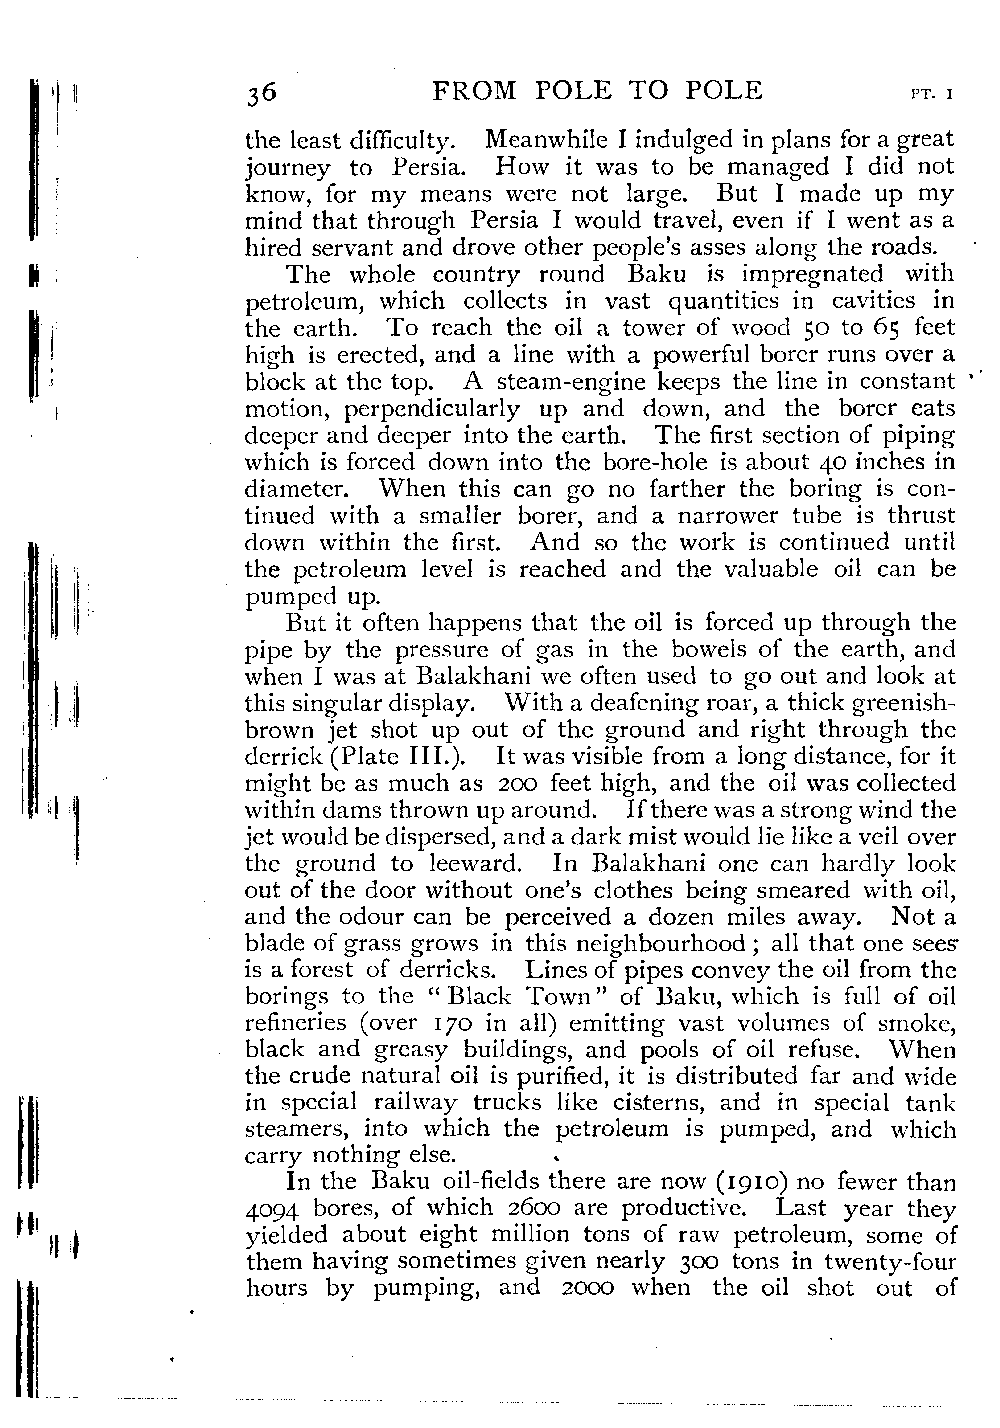 36 FROM POLE TO POLE PT. I
the least difficulty. Meanwhile I indulged in plans for a great
journey to Persia. How it was to be managed I did not
know, for my means were not large. But I made up my
mind that through Persia I would travel, even if I went as a
hired servant and drove other people's asses along the roads.
The whole country round Baku is impregnated with
petroleum, which collects in vast quantities in cavities in
the earth. To reach the oil a tower of wood 50 to 65 feet
high is erected, and a line with a powerful borer runs over a
block at the top. A steam-engine keeps the line in constant
motion, perpendicularly up and down, and the borer eats
deeper and deeper into the earth. The first section of piping
which is forced down into the bore-hole is about 40 inches in
diameter. When this can go no farther the boring is con-
tinued with a smaller borer, and a narrower tube is thrust
down within the first. And so the work is continued until
the petroleum level is reached and the valuable oil can be
pumped up.
But it often happens that the oil is forced up through the
pipe by the pressure of gas in the bowels of the earth, and
when I was at Balakhani we often used to go out and look at
this singular display. With a deafening roar, a thick greenish-
brown jet shot up out of the ground and right through the
derrick (Plate III.). It was visible from a long distance, for it
might be as much as 200 feet high, and the oil was collected
within dams thrown up around. If there was a strong wind the
jet would be dispersed, and a dark mist would lie like a veil over
the ground to leeward. In Balakhani one can hardly look
out of the door without one's clothes being smeared with oil,
and the odour can be perceived a dozen miles away. Not a
blade of grass grows in this neighbourhood; all that one sees
is a forest of derricks. Lines of pipes convey the oil from the
borings to the "Black Town" of Baku, which is full of oil
refineries (over 170 in all) emitting vast volumes of smoke,
black and greasy buildings, and pools of oil refuse. When
the crude natural oil is purified, it is distributed far and wide
in special railway trucks like cisterns, and in special tank
steamers, into which the petroleum is pumped, and which
carry nothing else.
In the Baku oil-fields there are now (1910) no fewer than
4094 bores, of which 2600 are productive. Last year they
yielded about eight million tons of raw petroleum, some of
them having sometimes given nearly 300 tons in twenty-four
hours by pumping, and 2000 when the oil shot out of